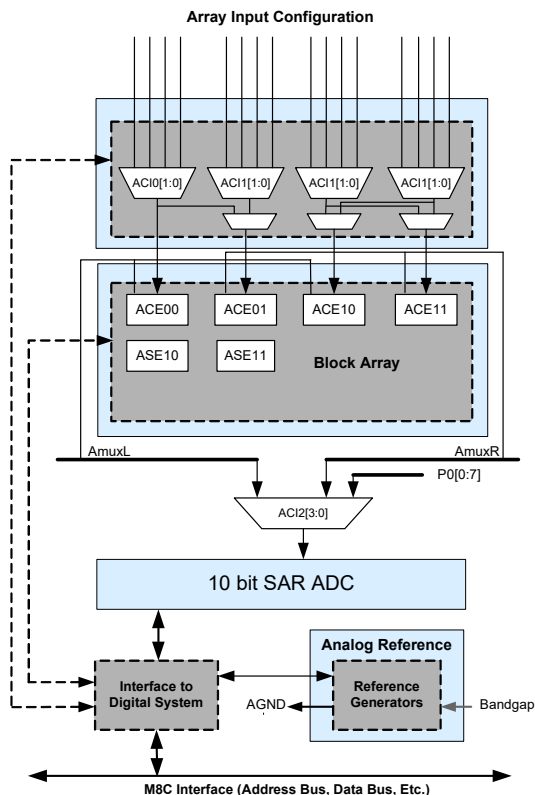 Array Input Configuration
ACI0[1:0]
ACI1[1:0]
ACI1[1:0]
ACI1[1:0]
ACE00
ACE01
ACE10
ACE11
ASE10
ASE11
Block Array
AmuxL
AmuxR
P0[0:7]
ACI2[3:0]
10 bit SAR ADC
Analog Reference
Interface to
Digital System
AGND
Reference
Generators
Bandgap
M8C Interface (Address Bus, Data Bus, Etc.)